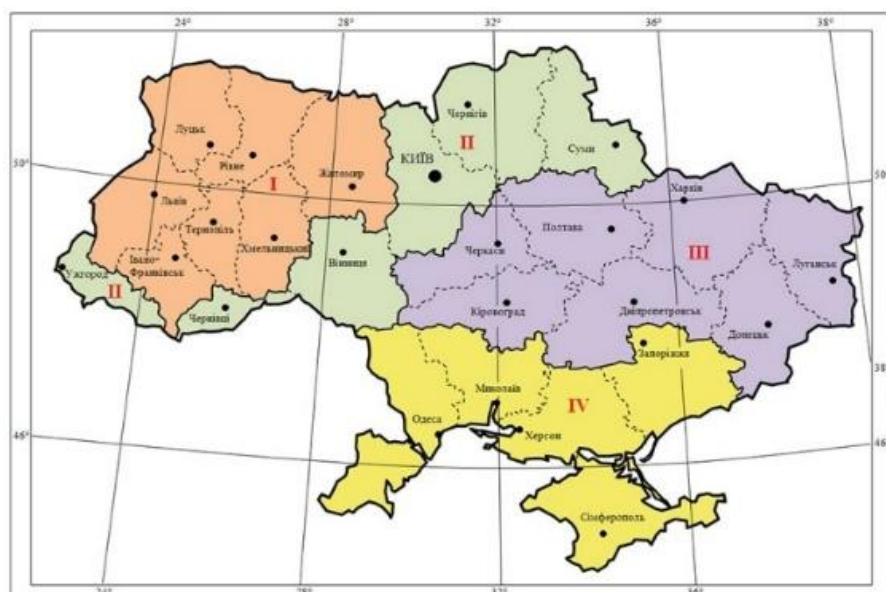 24°
28°
32°
36°
38°
Чернігів
Луцьк
II
Суми
Рівне
КИЇВ
50°
50°
I
Житомир
Харків
Львів
Тернопіль
Полтава
Хмельницький
Черкаси
III
Івано-
Франківськ
Вінниця
Луганськ
Ужгород
II
Чернівці
Кіровоград
Дніпропетровськ
Донецьк
Запоріжжя
38°
Миколаїв
IV
Одеса
Херсон
46°
46°
Сімферополь